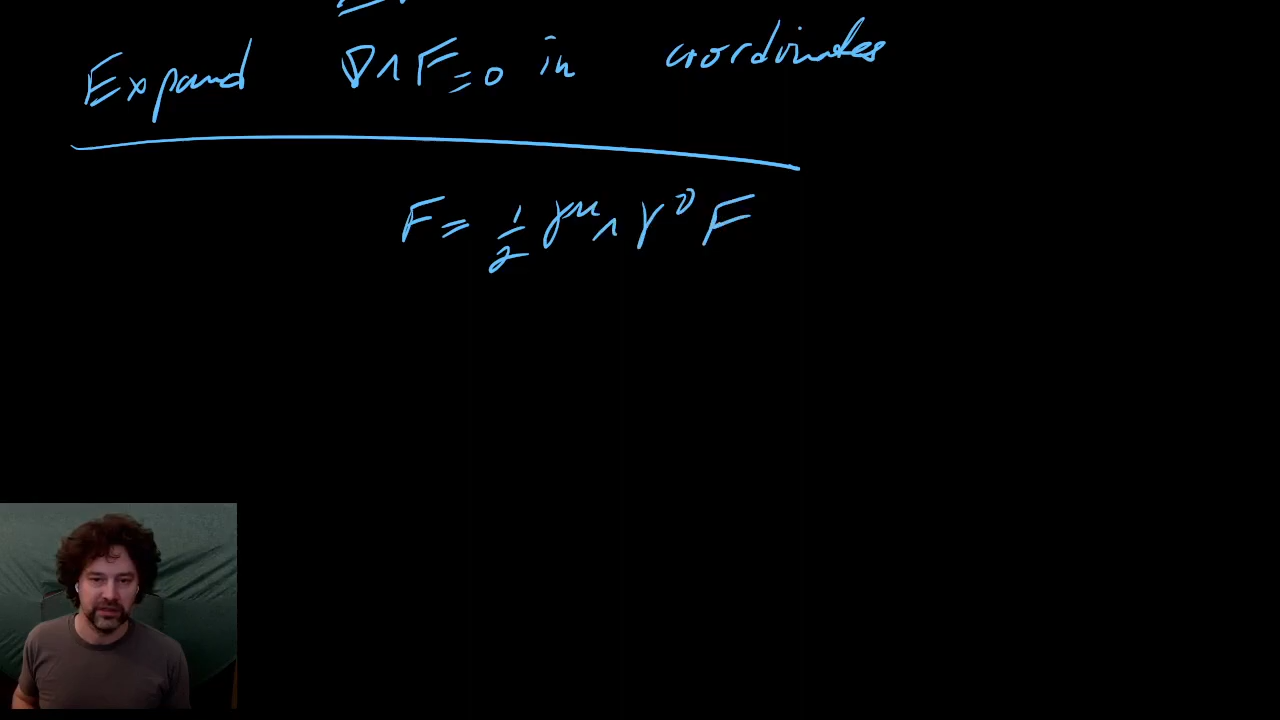 Expand ∇∧F=0 in coordinates
F = 1/2 γ^μ ∧ γ^ν F